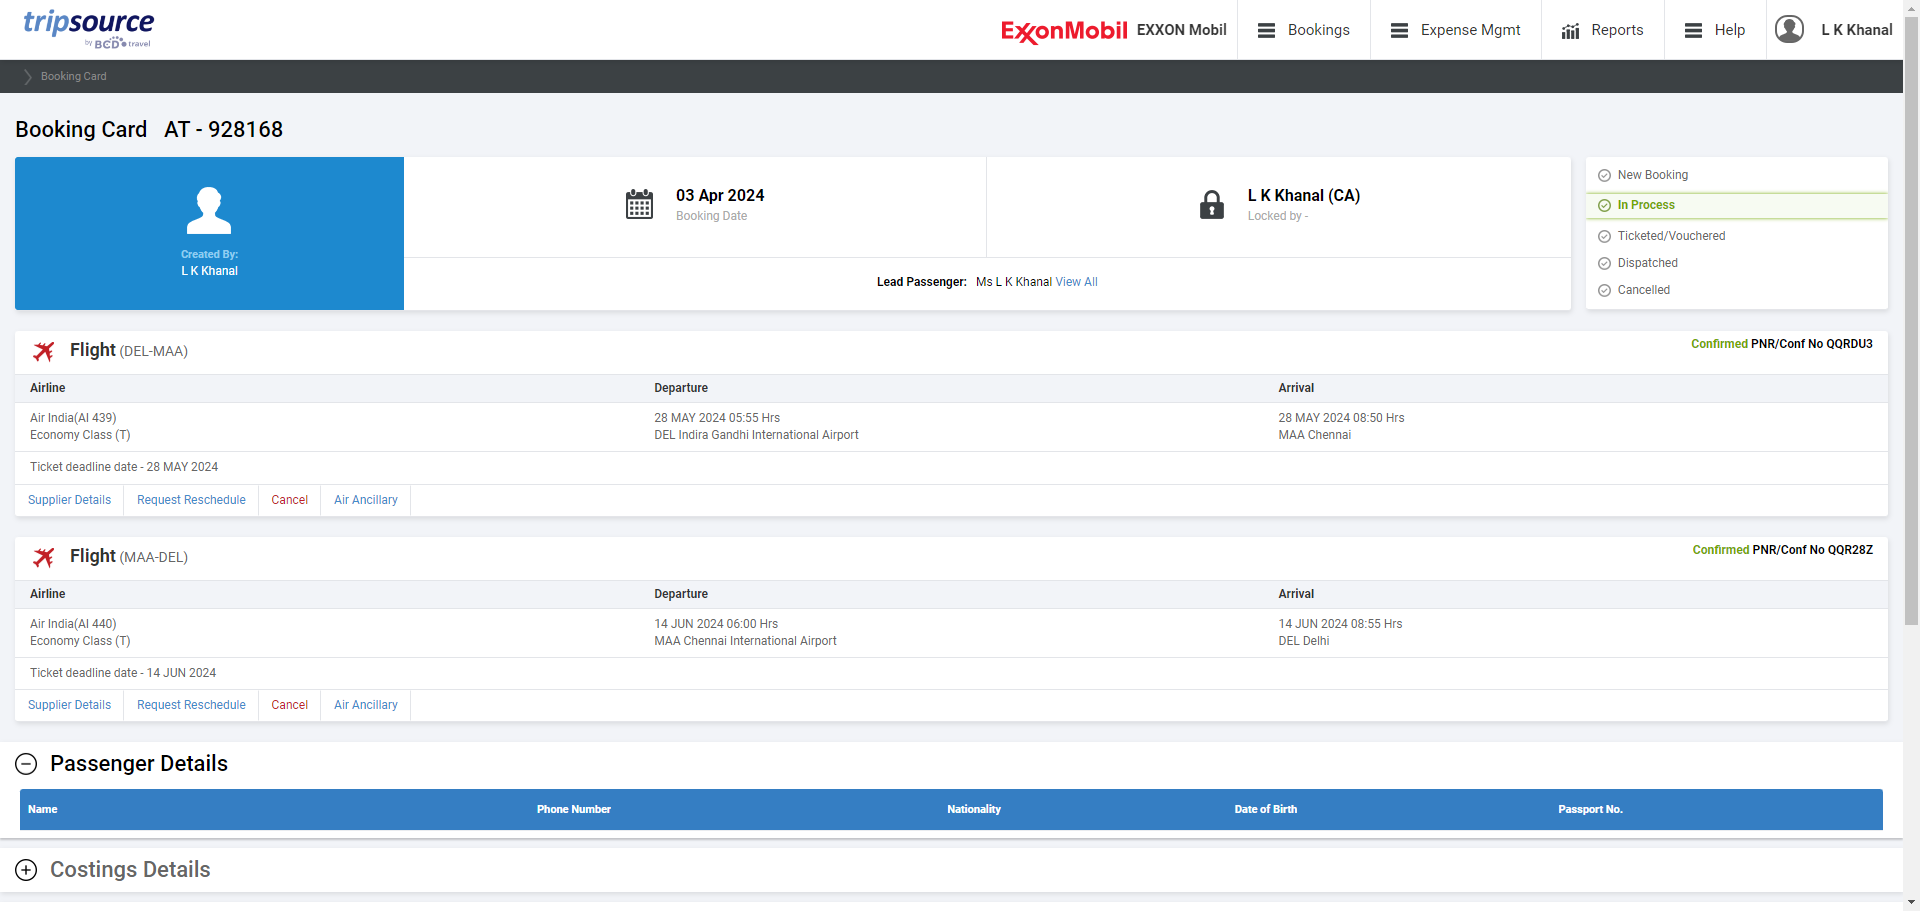 tripsource
by BCD travel
ExxonMobil EXXON Mobil
Bookings
Expense Mgmt
Reports
Help
L K Khanal
Booking Card
Booking Card AT - 928168
Created By:
L K Khanal
03 Apr 2024
Booking Date
L K Khanal (CA)
Locked by -
Lead Passenger: Ms L K Khanal View All
New Booking
In Process
Ticketed/Vouchered
Dispatched
Cancelled
Flight (DEL-MAA)
Confirmed PNR/Conf No QQRDU3
Airline Departure Arrival
Air India(AI 439) 28 MAY 2024 05:55 Hrs 28 MAY 2024 08:50 Hrs
Economy Class (T) DEL Indira Gandhi International Airport MAA Chennai
Ticket deadline date - 28 MAY 2024
Supplier Details Request Reschedule Cancel Air Ancillary
Flight (MAA-DEL)
Confirmed PNR/Conf No QQR28Z
Airline Departure Arrival
Air India(AI 440) 14 JUN 2024 06:00 Hrs 14 JUN 2024 08:55 Hrs
Economy Class (T) MAA Chennai International Airport DEL Delhi
Ticket deadline date - 14 JUN 2024
Supplier Details Request Reschedule Cancel Air Ancillary
Passenger Details
Name Phone Number Nationality Date of Birth Passport No.
Costings Details